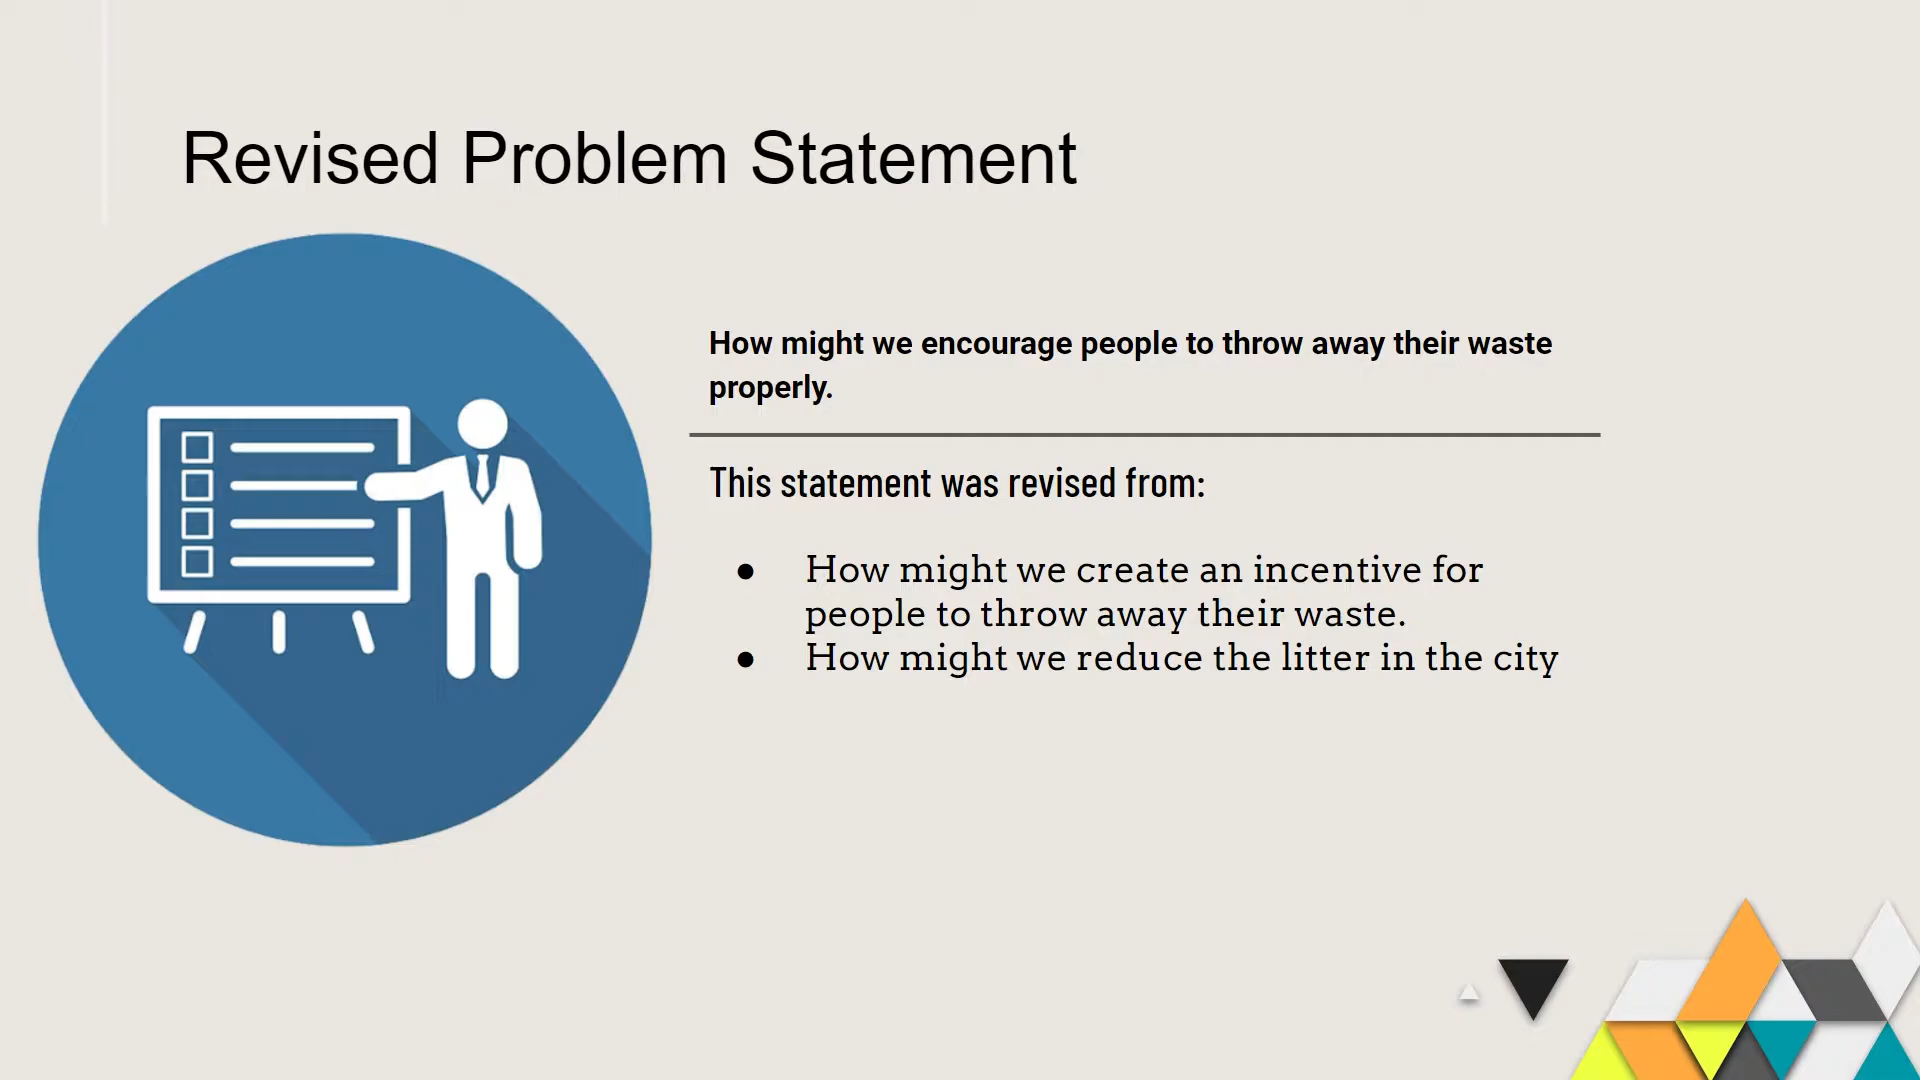 Revised Problem Statement
How might we encourage people to throw away their waste
properly.
This statement was revised from:
● How might we create an incentive for
people to throw away their waste.
● How might we reduce the litter in the city